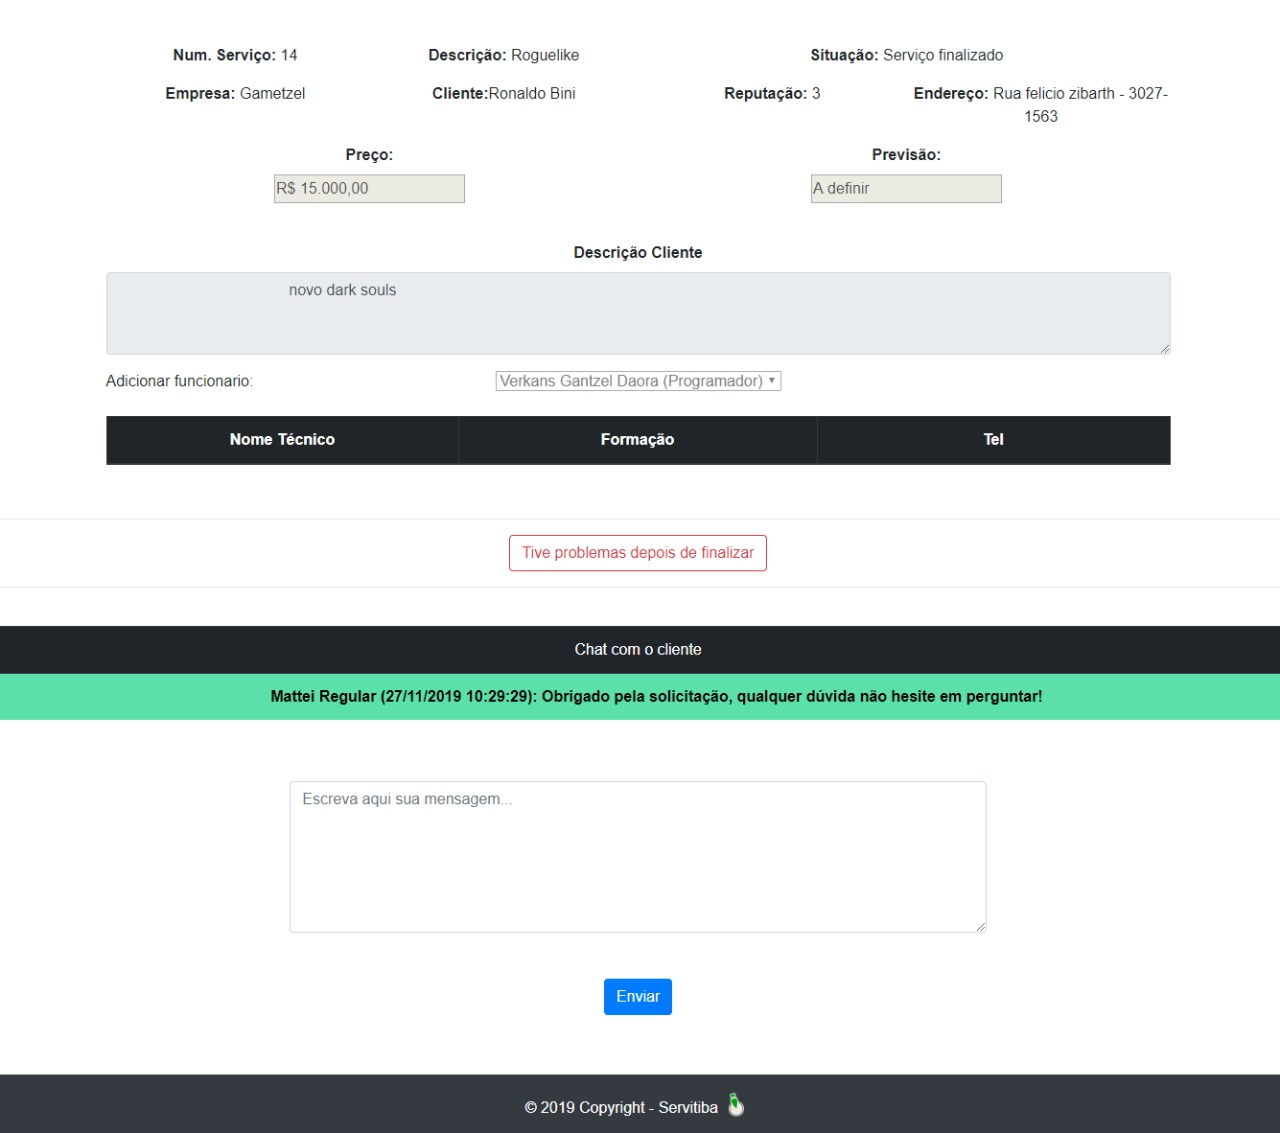 Num. Serviço: 14 Descrição: Roguelike Situação: Serviço finalizado
Empresa: Gametzel Cliente:Ronaldo Bini Reputação: 3 Endereço: Rua felicio zibarth - 3027-
1563
Preço: Previsão:
R$ 15.000,00 A definir
Descrição Cliente
novo dark souls
Adicionar funcionario: Verkans Gantzel Daora (Programador)
Nome Técnico Formação Tel
Tive problemas depois de finalizar
Chat com o cliente
Mattei Regular (27/11/2019 10:29:29): Obrigado pela solicitação, qualquer dúvida não hesite em perguntar!
Escreva aqui sua mensagem...
Enviar
© 2019 Copyright - Servitiba